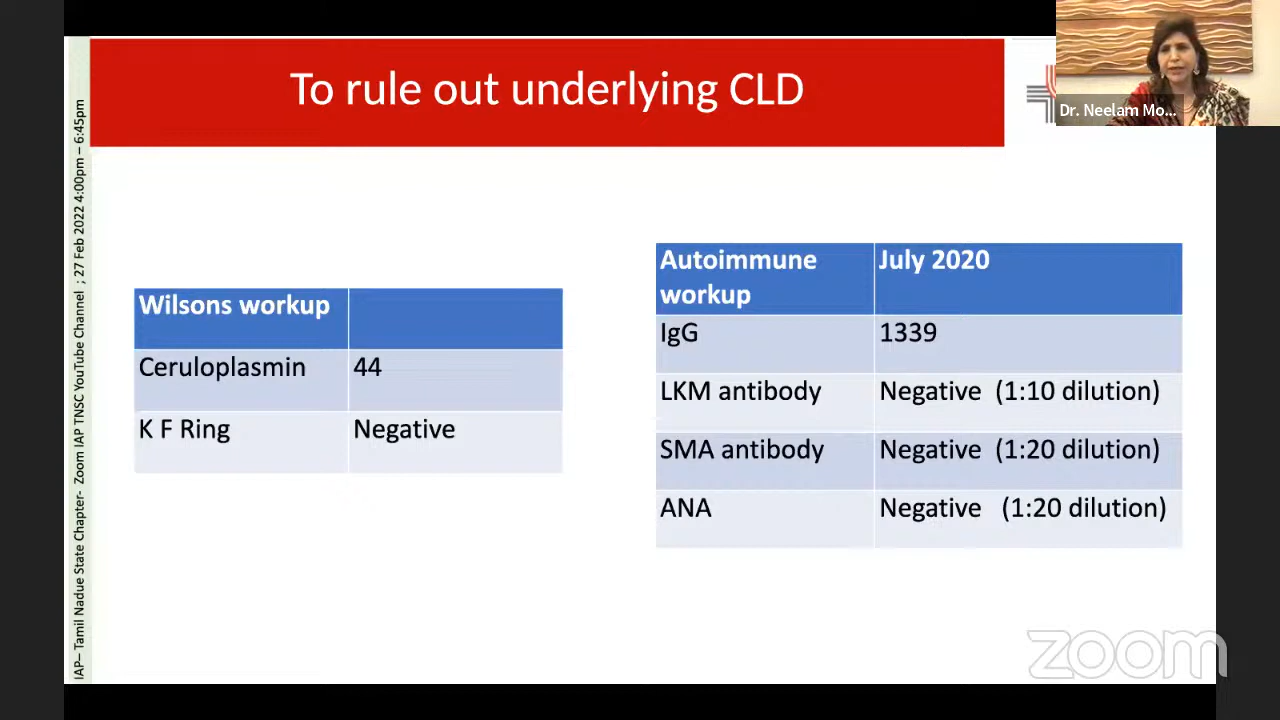 To rule out underlying CLD
Dr. Neelam Mo...
IAP– Tamil Nadue State Chapter- Zoom IAP TNSC YouTube Channel ; 27 Feb 2022 4:00pm – 6:45pm
Wilsons workup
Ceruloplasmin 44
K F Ring Negative
Autoimmune workup July 2020
IgG 1339
LKM antibody Negative (1:10 dilution)
SMA antibody Negative (1:20 dilution)
ANA Negative (1:20 dilution)
zoom